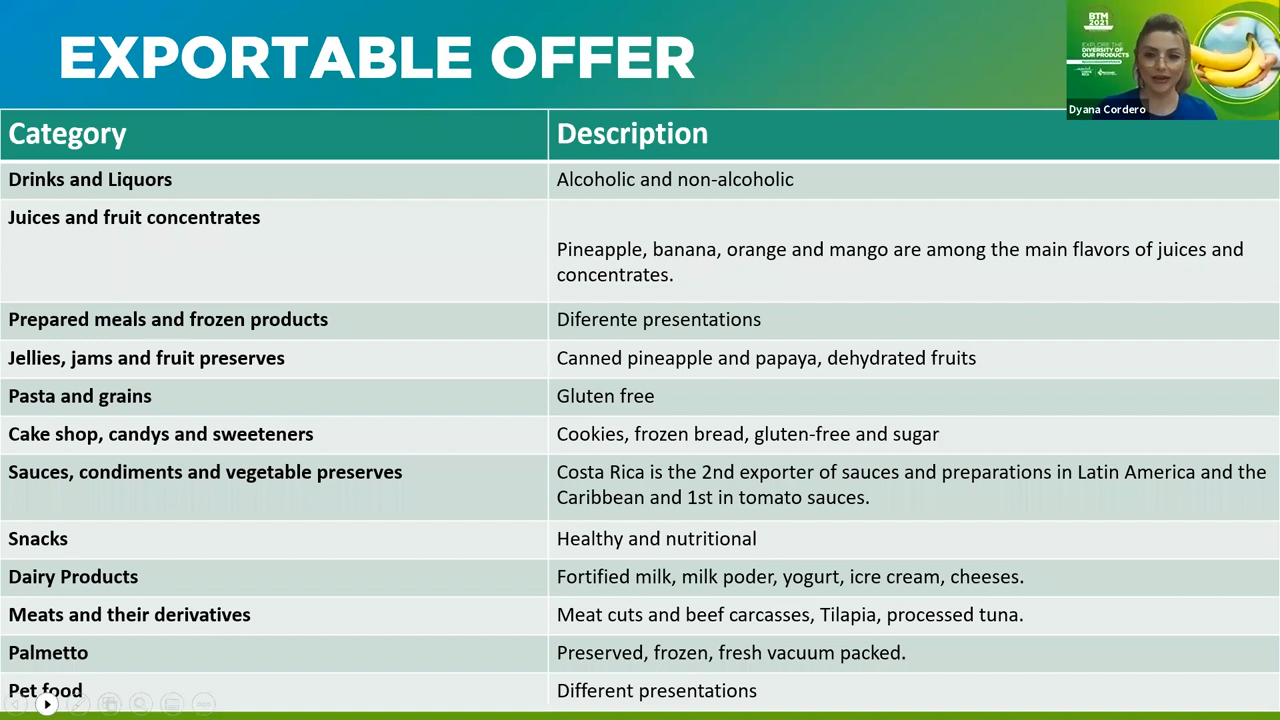 EXPORTABLE OFFER
BTM
2021
EXPLORE THE
DIVERSITY OF
OUR PRODUCTS
Dyana Cordero
Category Description
Drinks and Liquors Alcoholic and non-alcoholic
Juices and fruit concentrates
Pineapple, banana, orange and mango are among the main flavors of juices and
concentrates.
Prepared meals and frozen products Diferente presentations
Jellies, jams and fruit preserves Canned pineapple and papaya, dehydrated fruits
Pasta and grains Gluten free
Cake shop, candys and sweeteners Cookies, frozen bread, gluten-free and sugar
Sauces, condiments and vegetable preserves Costa Rica is the 2nd exporter of sauces and preparations in Latin America and the
Caribbean and 1st in tomato sauces.
Snacks Healthy and nutritional
Dairy Products Fortified milk, milk poder, yogurt, icre cream, cheeses.
Meats and their derivatives Meat cuts and beef carcasses, Tilapia, processed tuna.
Palmetto Preserved, frozen, fresh vacuum packed.
Pet food Different presentations